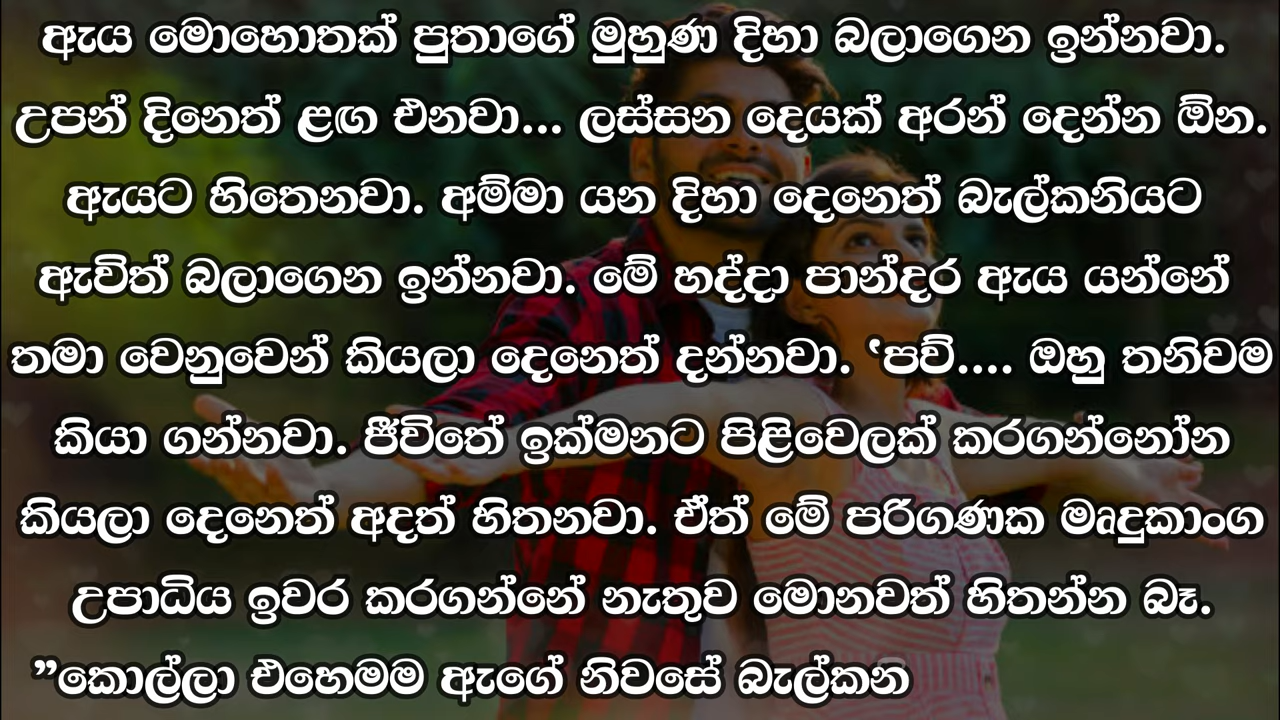 ඇය මොහොතක් පුතාගේ මුහුණ දිහා බලාගෙන ඉන්නවා.
උපන් දිනෙත් ළඟ එනවා... ලස්සන දෙයක් අරන් දෙන්න ඕන.
ඇයට හිතෙනවා. අම්මා යන දිහා දෙනෙත් බැල්කනියට
ඇවිත් බලාගෙන ඉන්නවා. මේ හද්දා පාන්දර ඇය යන්නේ
තමා වෙනුවෙන් කියලා දෙනෙත් දන්නවා. ‛පව්.... ඔහු තනිවම
කියා ගන්නවා. ජීවිතේ ඉක්මනට පිළිවෙලක් කරගන්නෝන
කියලා දෙනෙත් අදත් හිතනවා. ඒත් මේ පරිගණක මෘදුකාංග
උපාධිය ඉවර කරගන්නේ නැතුව මොනවත් හිතන්න බෑ.
”කොල්ලා එහෙමම ඇගේ නිවසේ බැල්කනි